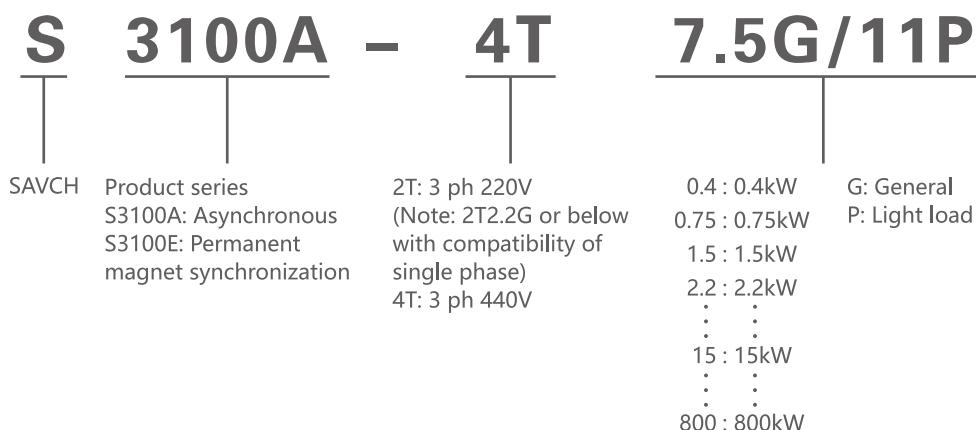 S 3100A – 4T 7.5G/11P
SAVCH
Product series
S3100A: Asynchronous
S3100E: Permanent
magnet synchronization
2T: 3 ph 220V
(Note: 2T2.2G or below
with compatibility of
single phase)
4T: 3 ph 440V
0.4 : 0.4kW
0.75 : 0.75kW
1.5 : 1.5kW
2.2 : 2.2kW
15 : 15kW
800 : 800kW
G: General
P: Light load